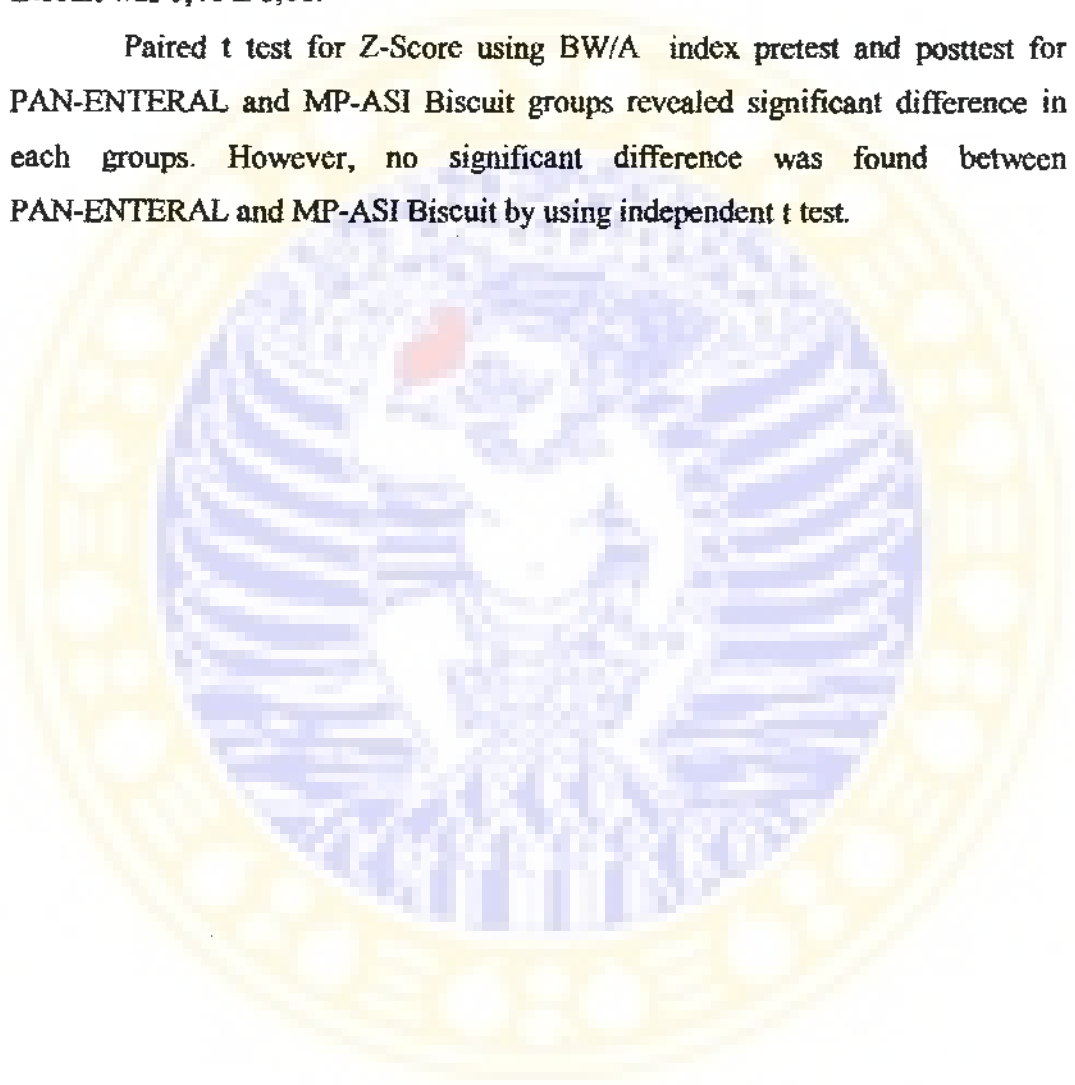 Paired t test for Z-Score using BW/A index pretest and posttest for
PAN-ENTERAL and MP-ASI Biscuit groups revealed significant difference in
each groups. However, no significant difference was found between
PAN-ENTERAL and MP-ASI Biscuit by using independent t test.